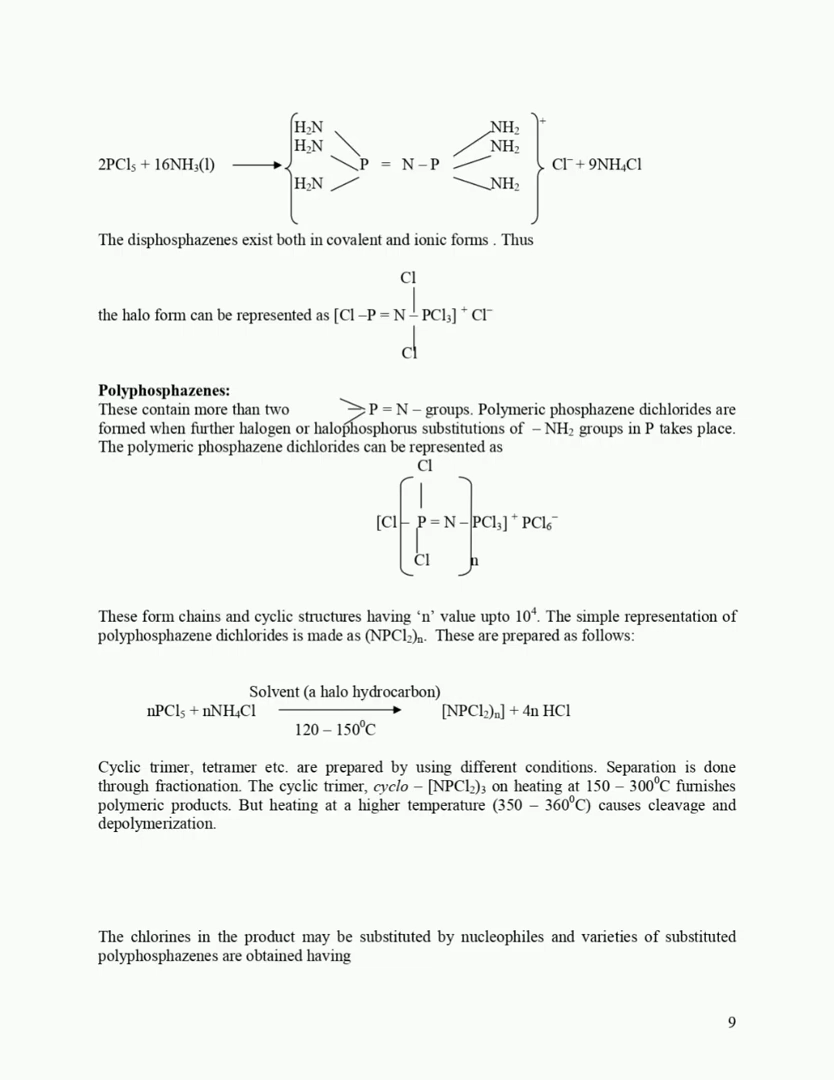 H₂N NH₂
H₂N NH₂
2PCl₅ + 16NH₃(l) ⟶ P = N – P Cl⁻ + 9NH₄Cl
H₂N NH₂
+
The disphosphazenes exist both in covalent and ionic forms . Thus
Cl
the halo form can be represented as [Cl –P = N – PCl₃] ⁺ Cl⁻
Cl
Polyphosphazenes:
These contain more than two > P = N – groups. Polymeric phosphazene dichlorides are
formed when further halogen or halophosphorus substitutions of – NH₂ groups in P takes place.
The polymeric phosphazene dichlorides can be represented as
Cl
[Cl – P = N – PCl₃] ⁺ PCl₆⁻
Cl n
These form chains and cyclic structures having ‘n’ value upto 10⁴. The simple representation of
polyphosphazene dichlorides is made as (NPCl₂)ₙ. These are prepared as follows:
Solvent (a halo hydrocarbon)
nPCl₅ + nNH₄Cl ⟶ [NPCl₂)ₙ] + 4n HCl
120 – 150⁰C
Cyclic trimer, tetramer etc. are prepared by using different conditions. Separation is done
through fractionation. The cyclic trimer, cyclo – [NPCl₂)₃ on heating at 150 – 300⁰C furnishes
polymeric products. But heating at a higher temperature (350 – 360⁰C) causes cleavage and
depolymerization.
The chlorines in the product may be substituted by nucleophiles and varieties of substituted
polyphosphazenes are obtained having
9